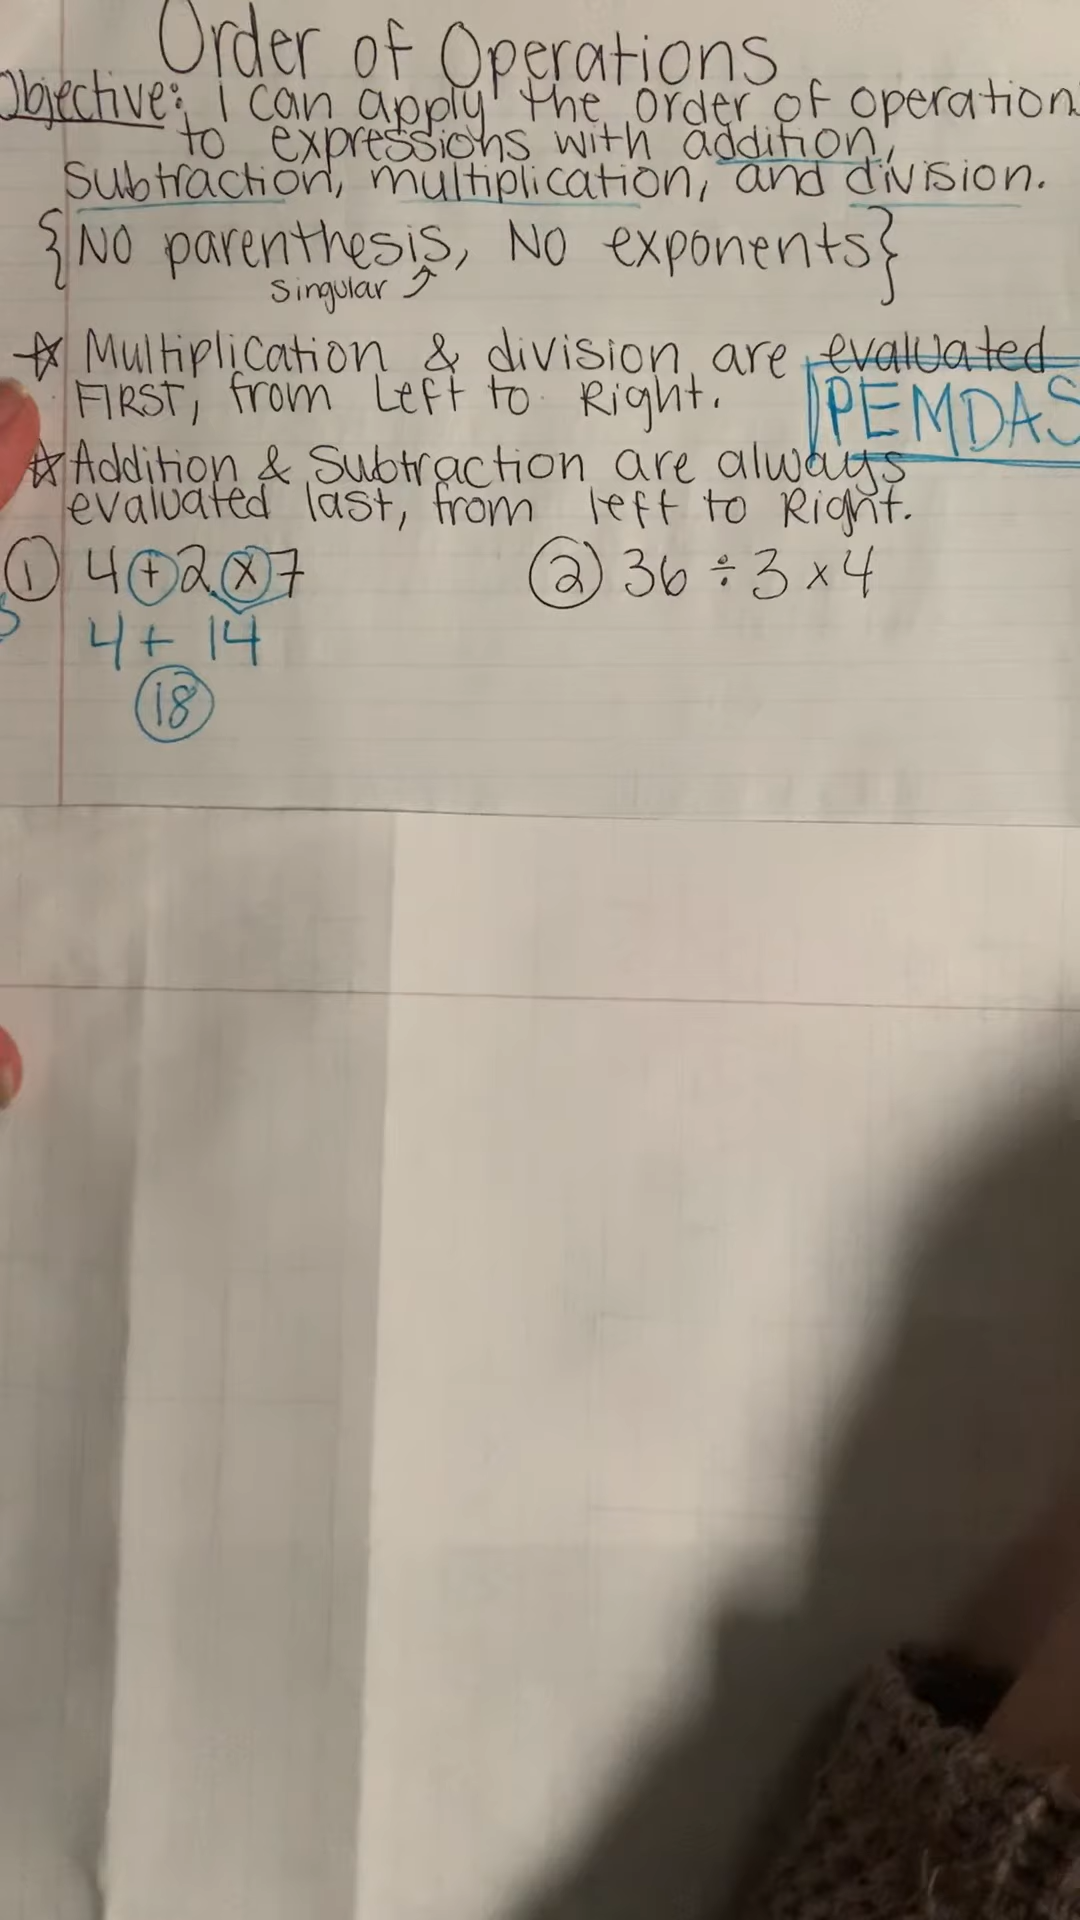 Order of Operations
Objective: I can apply the order of operation
to expressions with addition,
Subtraction, multiplication, and division.
{NO parenthesis, NO exponents}
Singular
☆ Multiplication & division are evaluated
FIRST, from Left to Right.
PEMDAS
☆ Addition & Subtraction are always
evaluated last, from left to Right.
① 4 + 2 × 7
② 36 ÷ 3 × 4
4 + 14
18